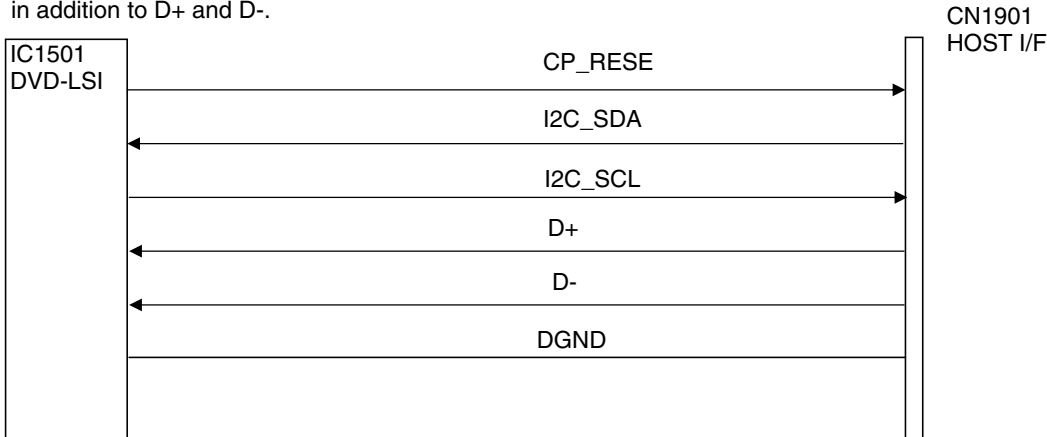 in addition to D+ and D-.
CN1901
HOST I/F
IC1501
DVD-LSI
CP_RESE
I2C_SDA
I2C_SCL
D+
D-
DGND